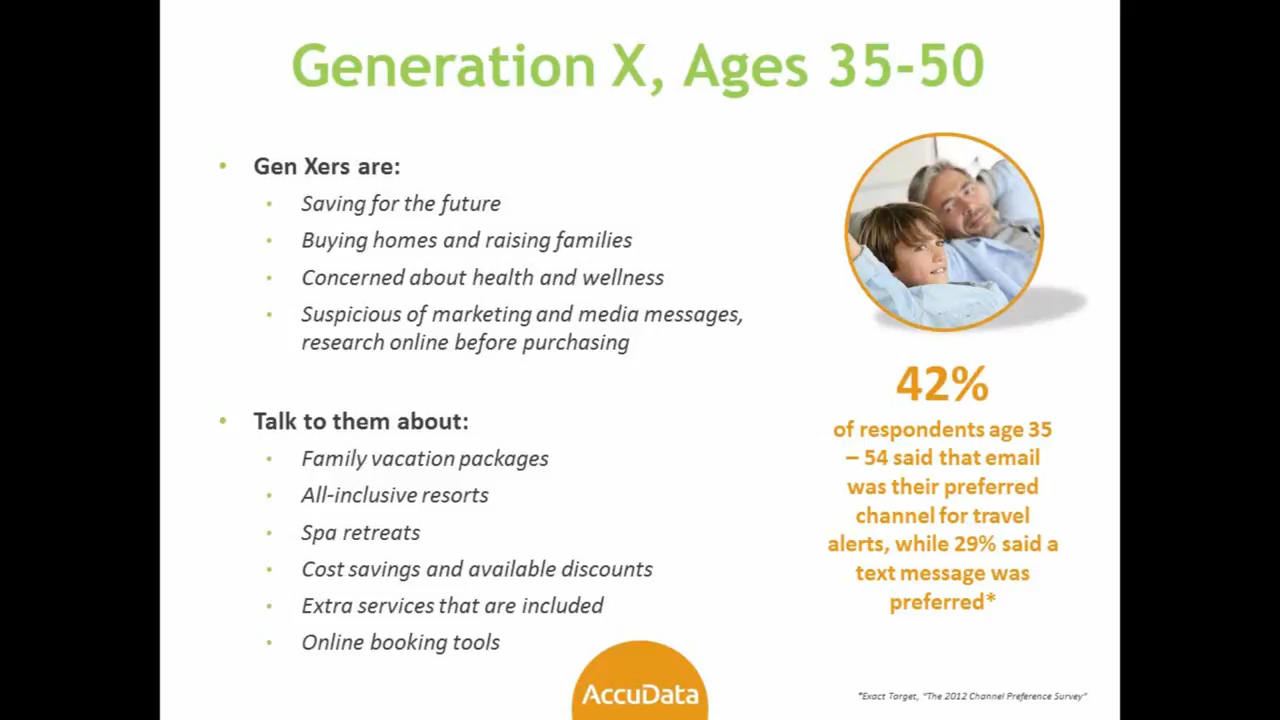 Generation X, Ages 35-50
• Gen Xers are:
• Saving for the future
• Buying homes and raising families
• Concerned about health and wellness
• Suspicious of marketing and media messages,
research online before purchasing
• Talk to them about:
• Family vacation packages
• All-inclusive resorts
• Spa retreats
• Cost savings and available discounts
• Extra services that are included
• Online booking tools
42%
of respondents age 35
– 54 said that email
was their preferred
channel for travel
alerts, while 29% said a
text message was
preferred*
AccuData
*Exact Target, “The 2012 Channel Preference Survey”